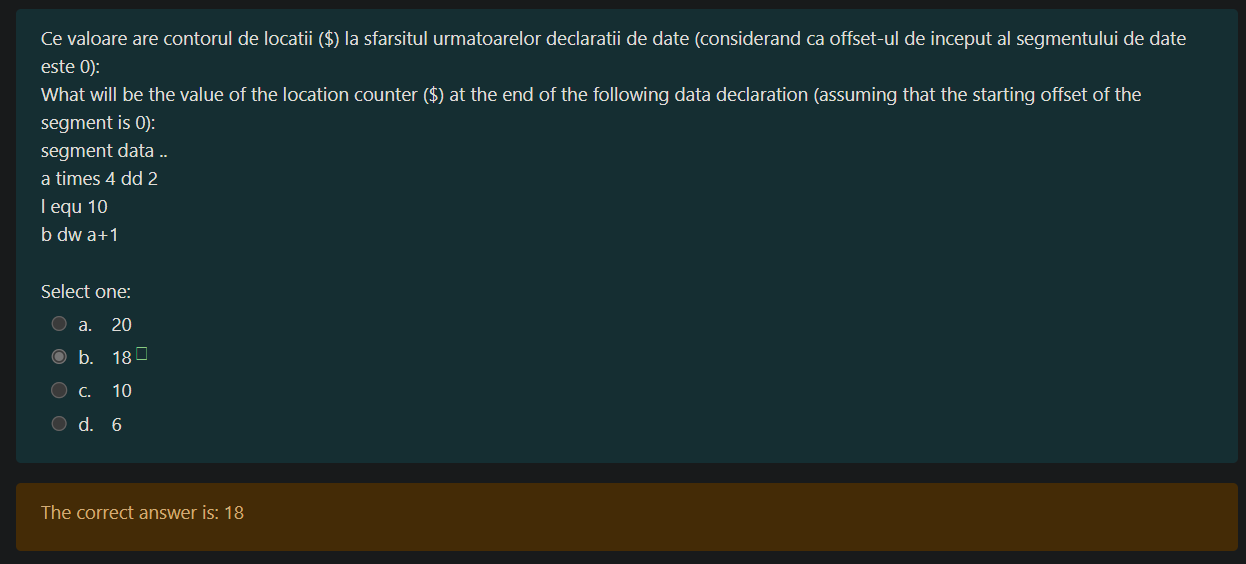 Ce valoare are contorul de locatii ($) la sfarsitul urmatoarelor declaratii de date (considerand ca offset-ul de inceput al segmentului de date
este 0):
What will be the value of the location counter ($) at the end of the following data declaration (assuming that the starting offset of the
segment is 0):
segment data ..
a times 4 dd 2
l equ 10
b dw a+1
Select one:
a. 20
b. 18
c. 10
d. 6
The correct answer is: 18